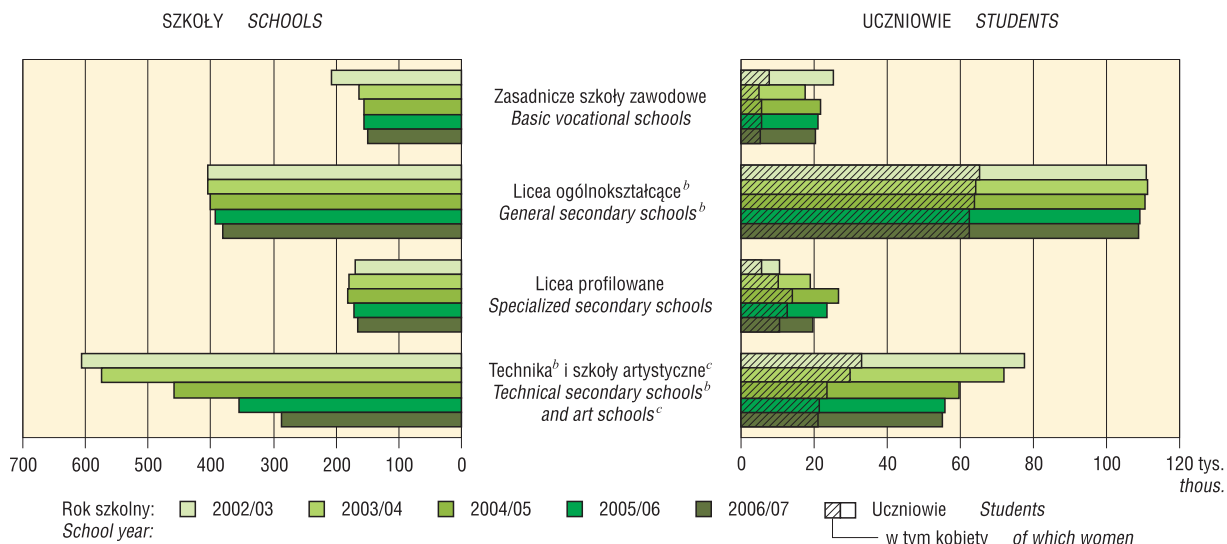 SZKOŁY SCHOOLS
UCZNIOWIE STUDENTS
Zasadnicze szkoły zawodowe
Basic vocational schools
Licea ogólnokształcące b
General secondary schools b
Licea profilowane
Specialized secondary schools
Technika b i szkoły artystyczne c
Technical secondary schools b
and art schools c
700 600 500 400 300 200 100 0
0 20 40 60 80 100 120 tys.
thous.
Rok szkolny: 2002/03 2003/04 2004/05 2005/06 2006/07 Uczniowie Students
School year:
w tym kobiety of which women